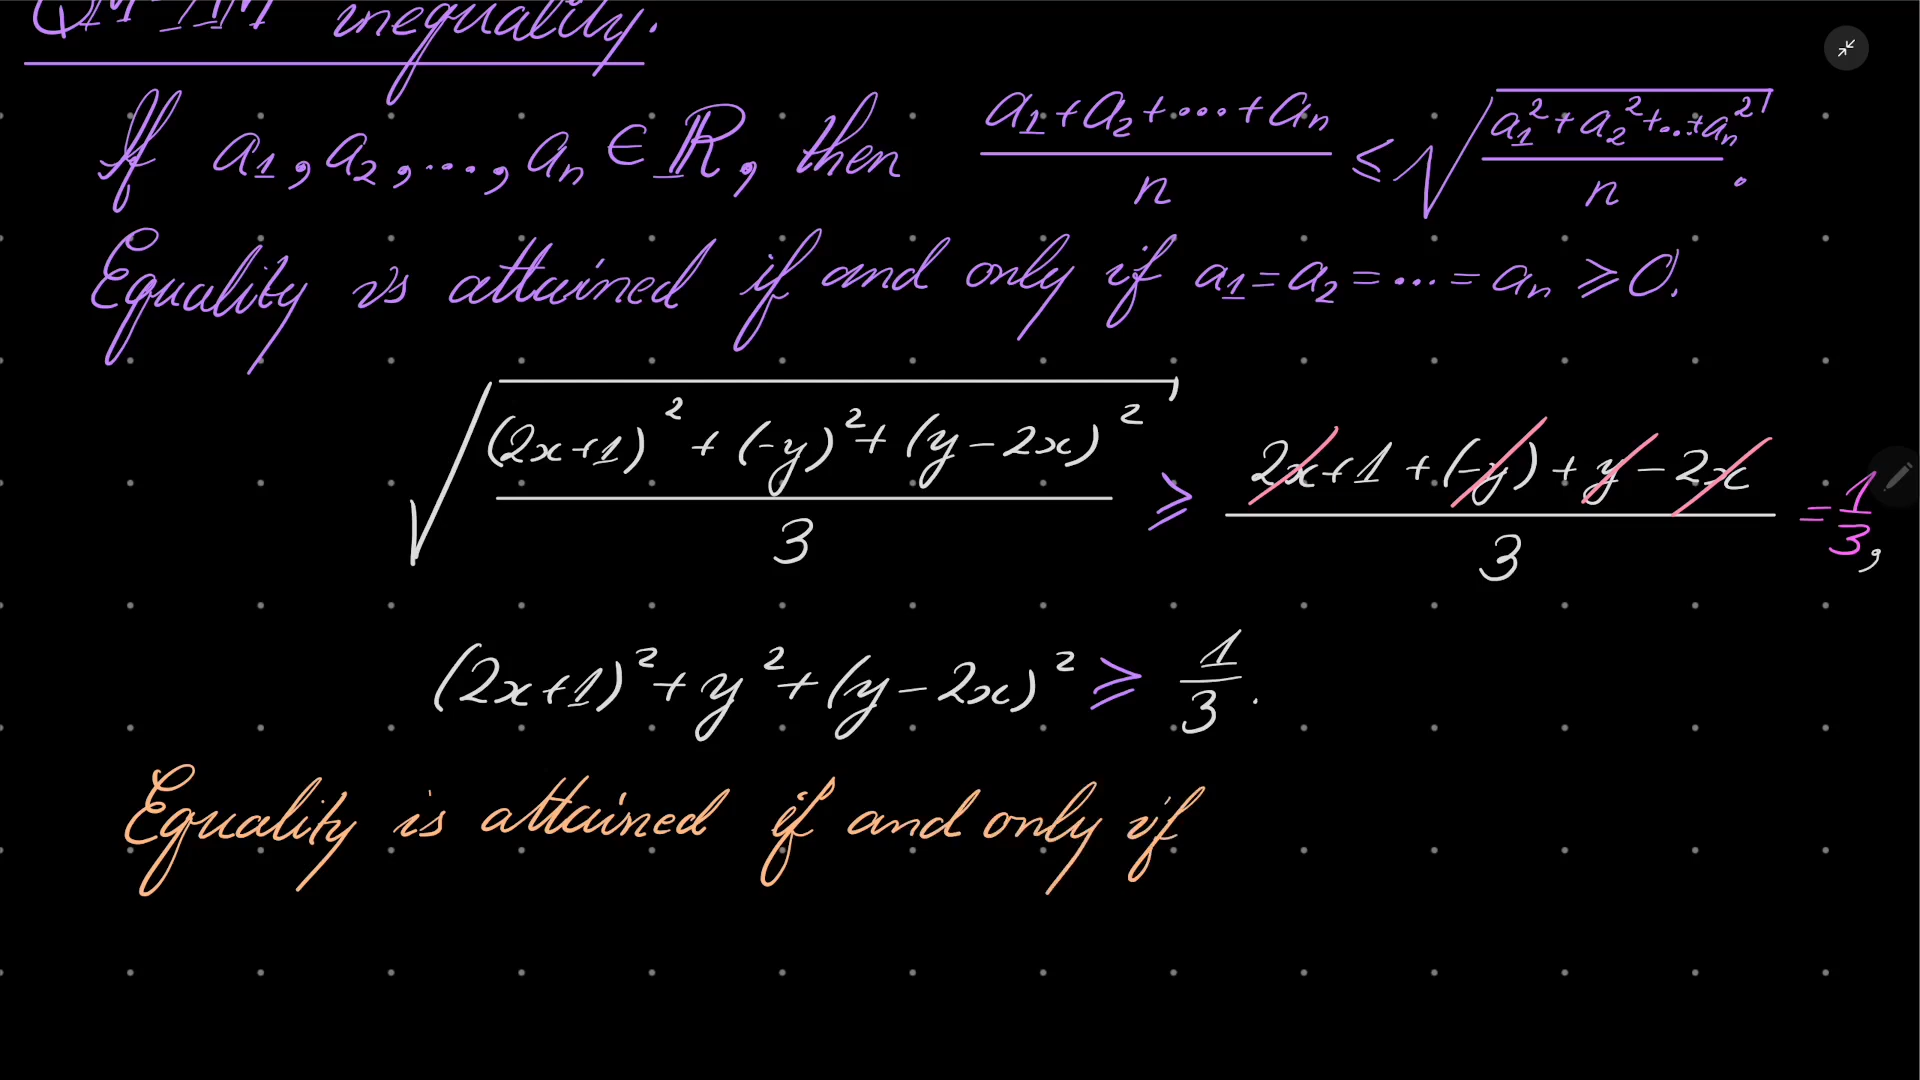 QM-AM inequality.
If a₁, a₂, ..., aₙ ∈ ℝ, then (a₁+a₂+...+aₙ)/n ≤ √((a₁²+a₂²+...+aₙ²)/n).
Equality is attained if and only if a₁=a₂=...=aₙ ⩾ 0.
√(((2x+1)²+(-y)²+(y-2x)²)/3) ⩾ (2x+1+(-y)+y-2x)/3 = 1/3,
(2x+1)²+y²+(y-2x)² ⩾ 1/3.
Equality is attained if and only if